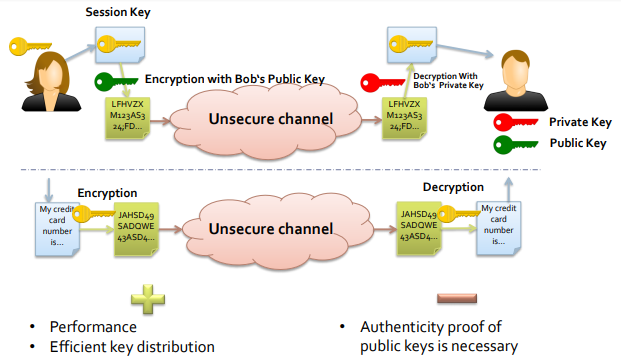 Session Key
Encryption with Bob's Public Key
Decryption With
Bob's Private Key
LFHVZX
M123AS3
24;FD...
Unsecure channel
LFHVZX
M123AS3
24;FD...
Private Key
Public Key
Encryption
Decryption
My credit
card
number
is...
JAHSD49
SADQWE
43ASD4...
Unsecure channel
JAHSD49
SADQWE
43ASD4...
My credit
card
number
is...
• Performance
• Efficient key distribution
• Authenticity proof of
public keys is necessary